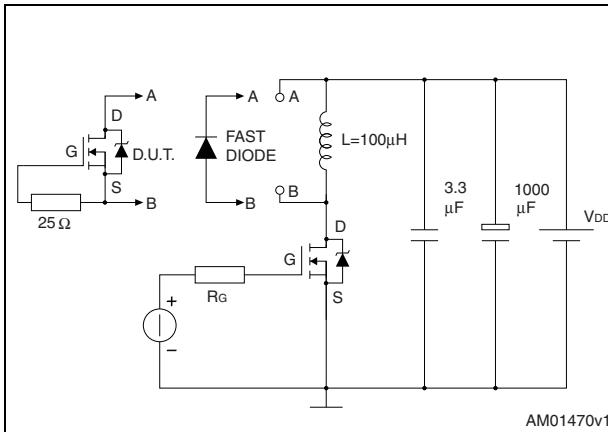 A
D
G
D.U.T.
S
B
25 Ω
A
FAST
DIODE
B
A
B
L=100µH
D
G
S
RG
+
–
3.3
µF
1000
µF
VDD
AM01470v1